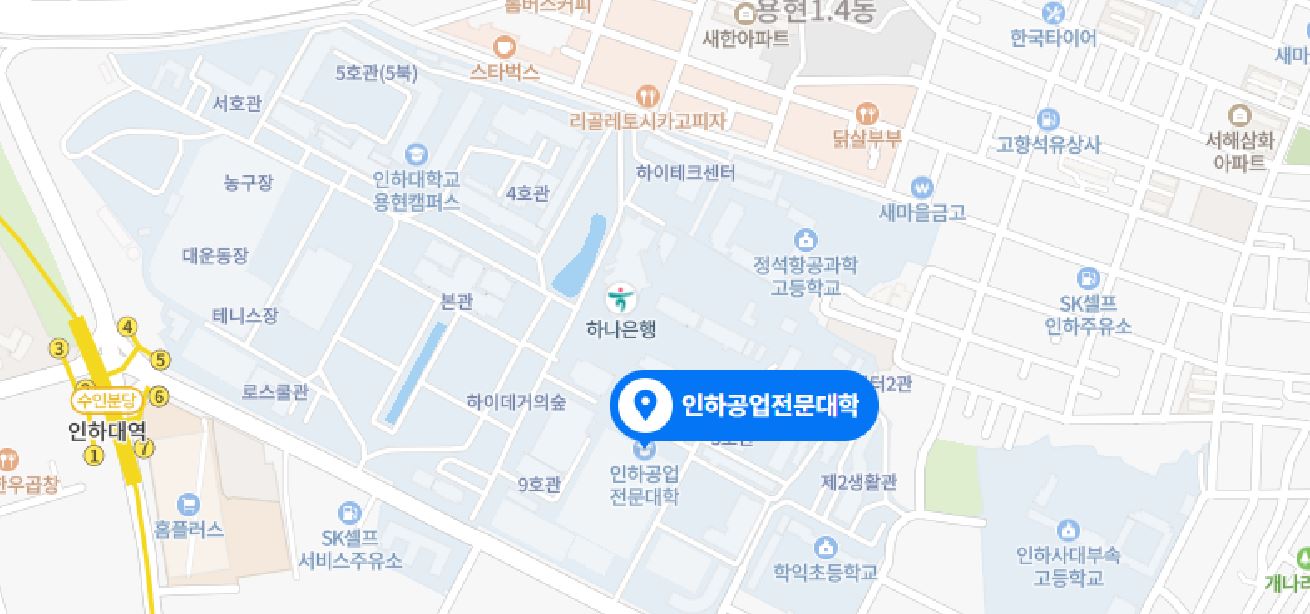 롬버스커피
용현1.4동
새한아파트
한국타이어
스타벅스
5호관(5북)
서호관
리골레토시카고피자
닭살부부
고향석유상사
서해삼화
아파트
인하대학교
용현캠퍼스
농구장
4호관
하이테크센터
새마을금고
대운동장
정석항공과학
고등학교
SK셀프
인하주유소
테니스장
본관
하나은행
4
3
5
6
수인분당
인하대역
1
7
로스쿨관
하이데거의숲
인하공업전문대학
터2관
인하공업
전문대학
9호관
제2생활관
한우곱창
홈플러스
SK셀프
서비스주유소
학익초등학교
인하사대부속
고등학교
개나리